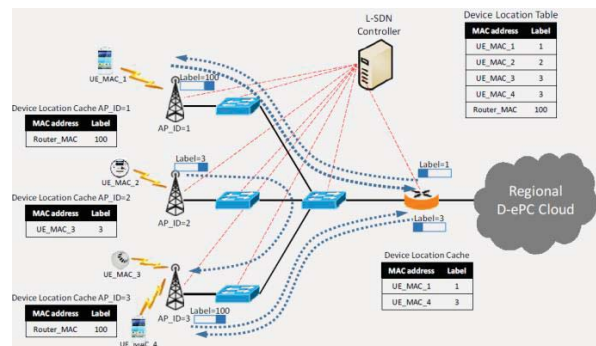 L-SDN
Controller
Device Location Table
MAC address Label
UE_MAC_1 1
UE_MAC_2 2
UE_MAC_3 3
UE_MAC_4 3
Router_MAC 100
UE_MAC_1
Label=100
AP_ID=1
Device Location Cache AP_ID=1
MAC address Label
Router_MAC 100
Label=3
UE_MAC_2
AP_ID=2
Device Location Cache AP_ID=2
MAC address Label
UE_MAC_3 3
Label=1
Label=3
Regional
D-ePC Cloud
Device Location Cache
MAC address Label
UE_MAC_1 1
UE_MAC_4 3
UE_MAC_3
AP_ID=3
Label=100
Device Location Cache AP_ID=3
MAC address Label
Router_MAC 100